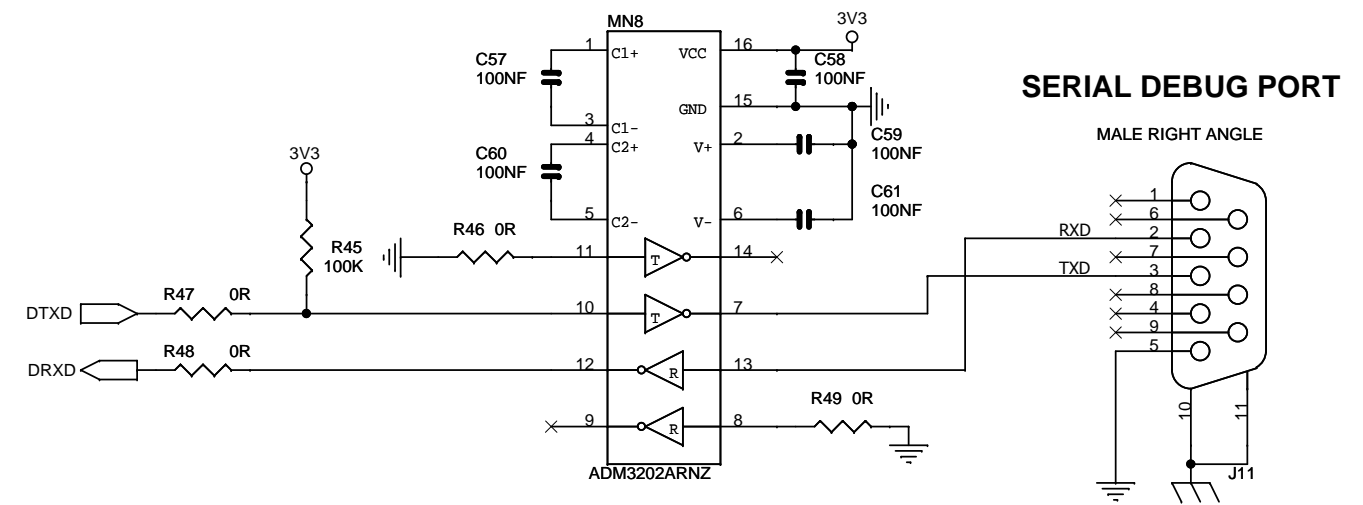 MN8
3V3
1
C1+
VCC
16
C57
100NF
C58
100NF
SERIAL DEBUG PORT
GND
15
3
C1-
4
C2+
V+
2
C59
100NF
MALE RIGHT ANGLE
3V3
C60
100NF
C61
100NF
5
C2-
V-
6
1
6
RXD
2
R46 0R
R45
100K
11
T
14
7
TXD
3
R47 0R
8
DTXD
10
T
7
4
9
R48 0R
5
DRXD
12
R
13
R49 0R
9
R
8
10
11
ADM3202ARNZ
J11